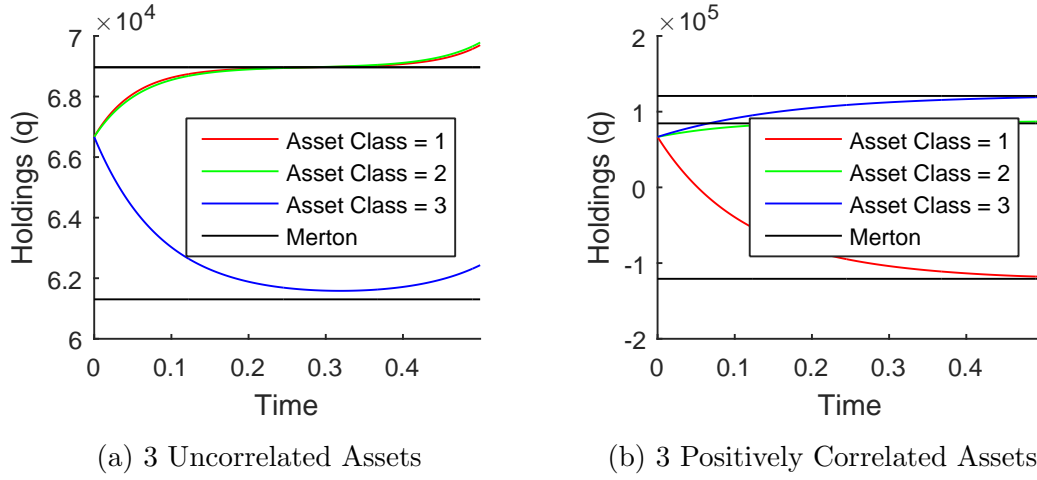 ×10⁴
7
6.8
6.6
6.4
6.2
6
Holdings (q)
0 0.1 0.2 0.3 0.4
Time
Asset Class = 1
Asset Class = 2
Asset Class = 3
Merton
(a) 3 Uncorrelated Assets
×10⁵
2
1
0
-1
-2
Holdings (q)
0 0.1 0.2 0.3 0.4
Time
Asset Class = 1
Asset Class = 2
Asset Class = 3
Merton
(b) 3 Positively Correlated Assets